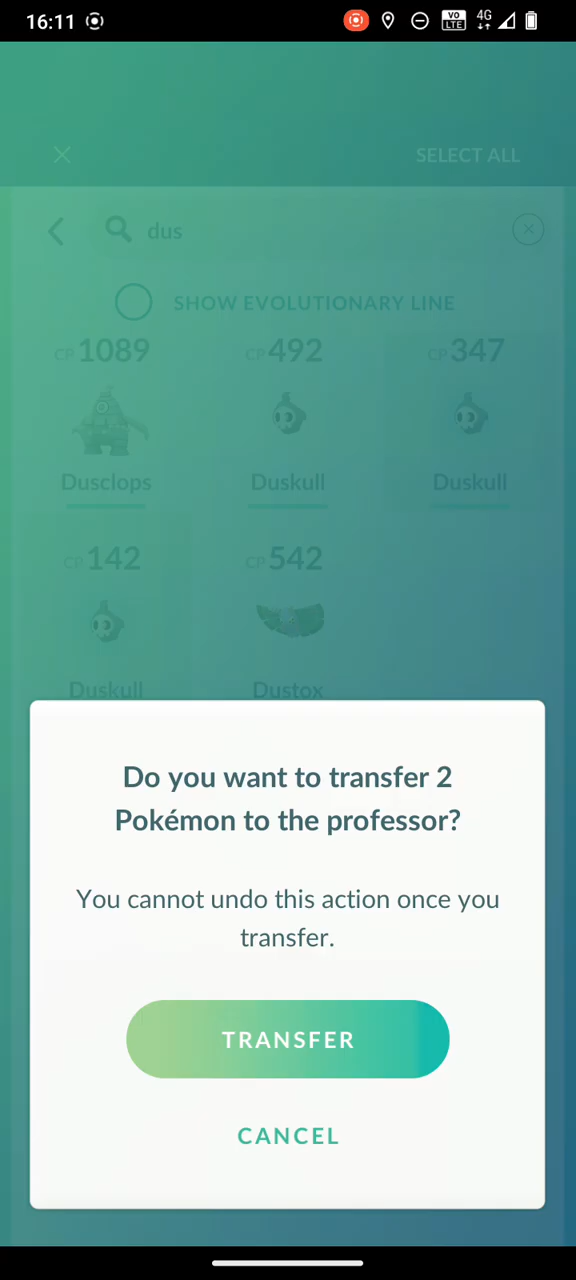 16:11
VO LTE
4G
SELECT ALL
dus
SHOW EVOLUTIONARY LINE
CP1089 CP492 CP347
Dusclops Duskull Duskull
CP142 CP542
Duskull Dustox
Do you want to transfer 2
Pokémon to the professor?
You cannot undo this action once you
transfer.
TRANSFER
CANCEL